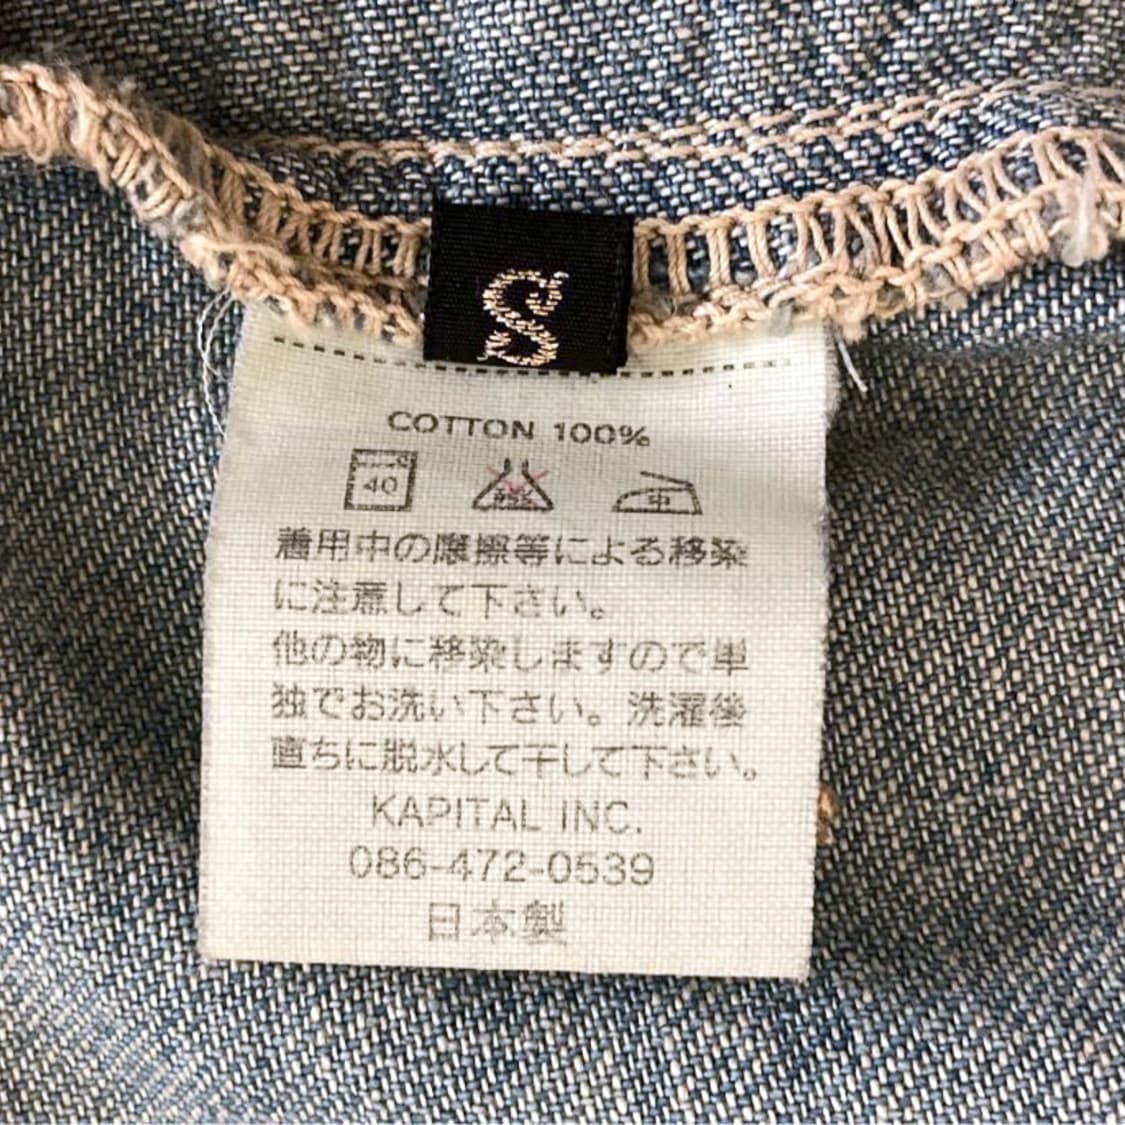 S
COTTON 100%
40 中
着用中の摩擦等による移染
に注意して下さい。
他の物に移染しますので単
独でお洗い下さい。洗濯後
直ちに脱水して干して下さい。
KAPITAL INC.
086-472-0539
日本製